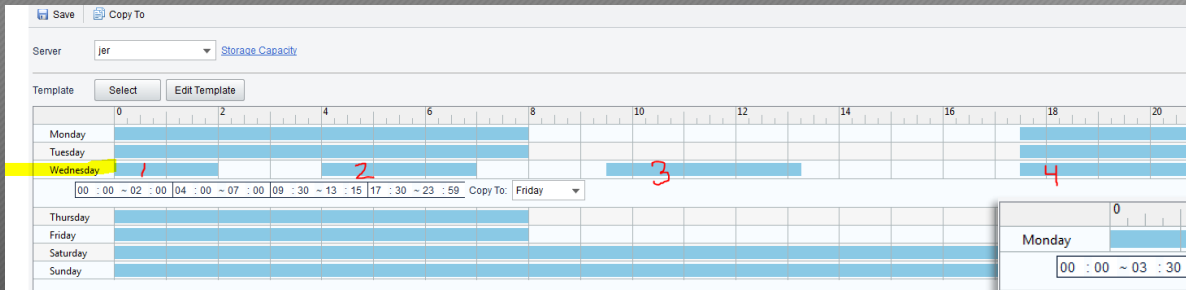 Save Copy To
Server jer Storage Capacity
Template Select Edit Template
0 2 4 6 8 10 12 14 16 18 20
Monday
Tuesday
Wednesday 1 2 3 4
00 : 00 ~ 02 : 00 04 : 00 ~ 07 : 00 09 : 30 ~ 13 : 15 17 : 30 ~ 23 : 59 Copy To: Friday
Thursday
Friday
Saturday
Sunday
0
Monday
00 : 00 ~ 03 : 30